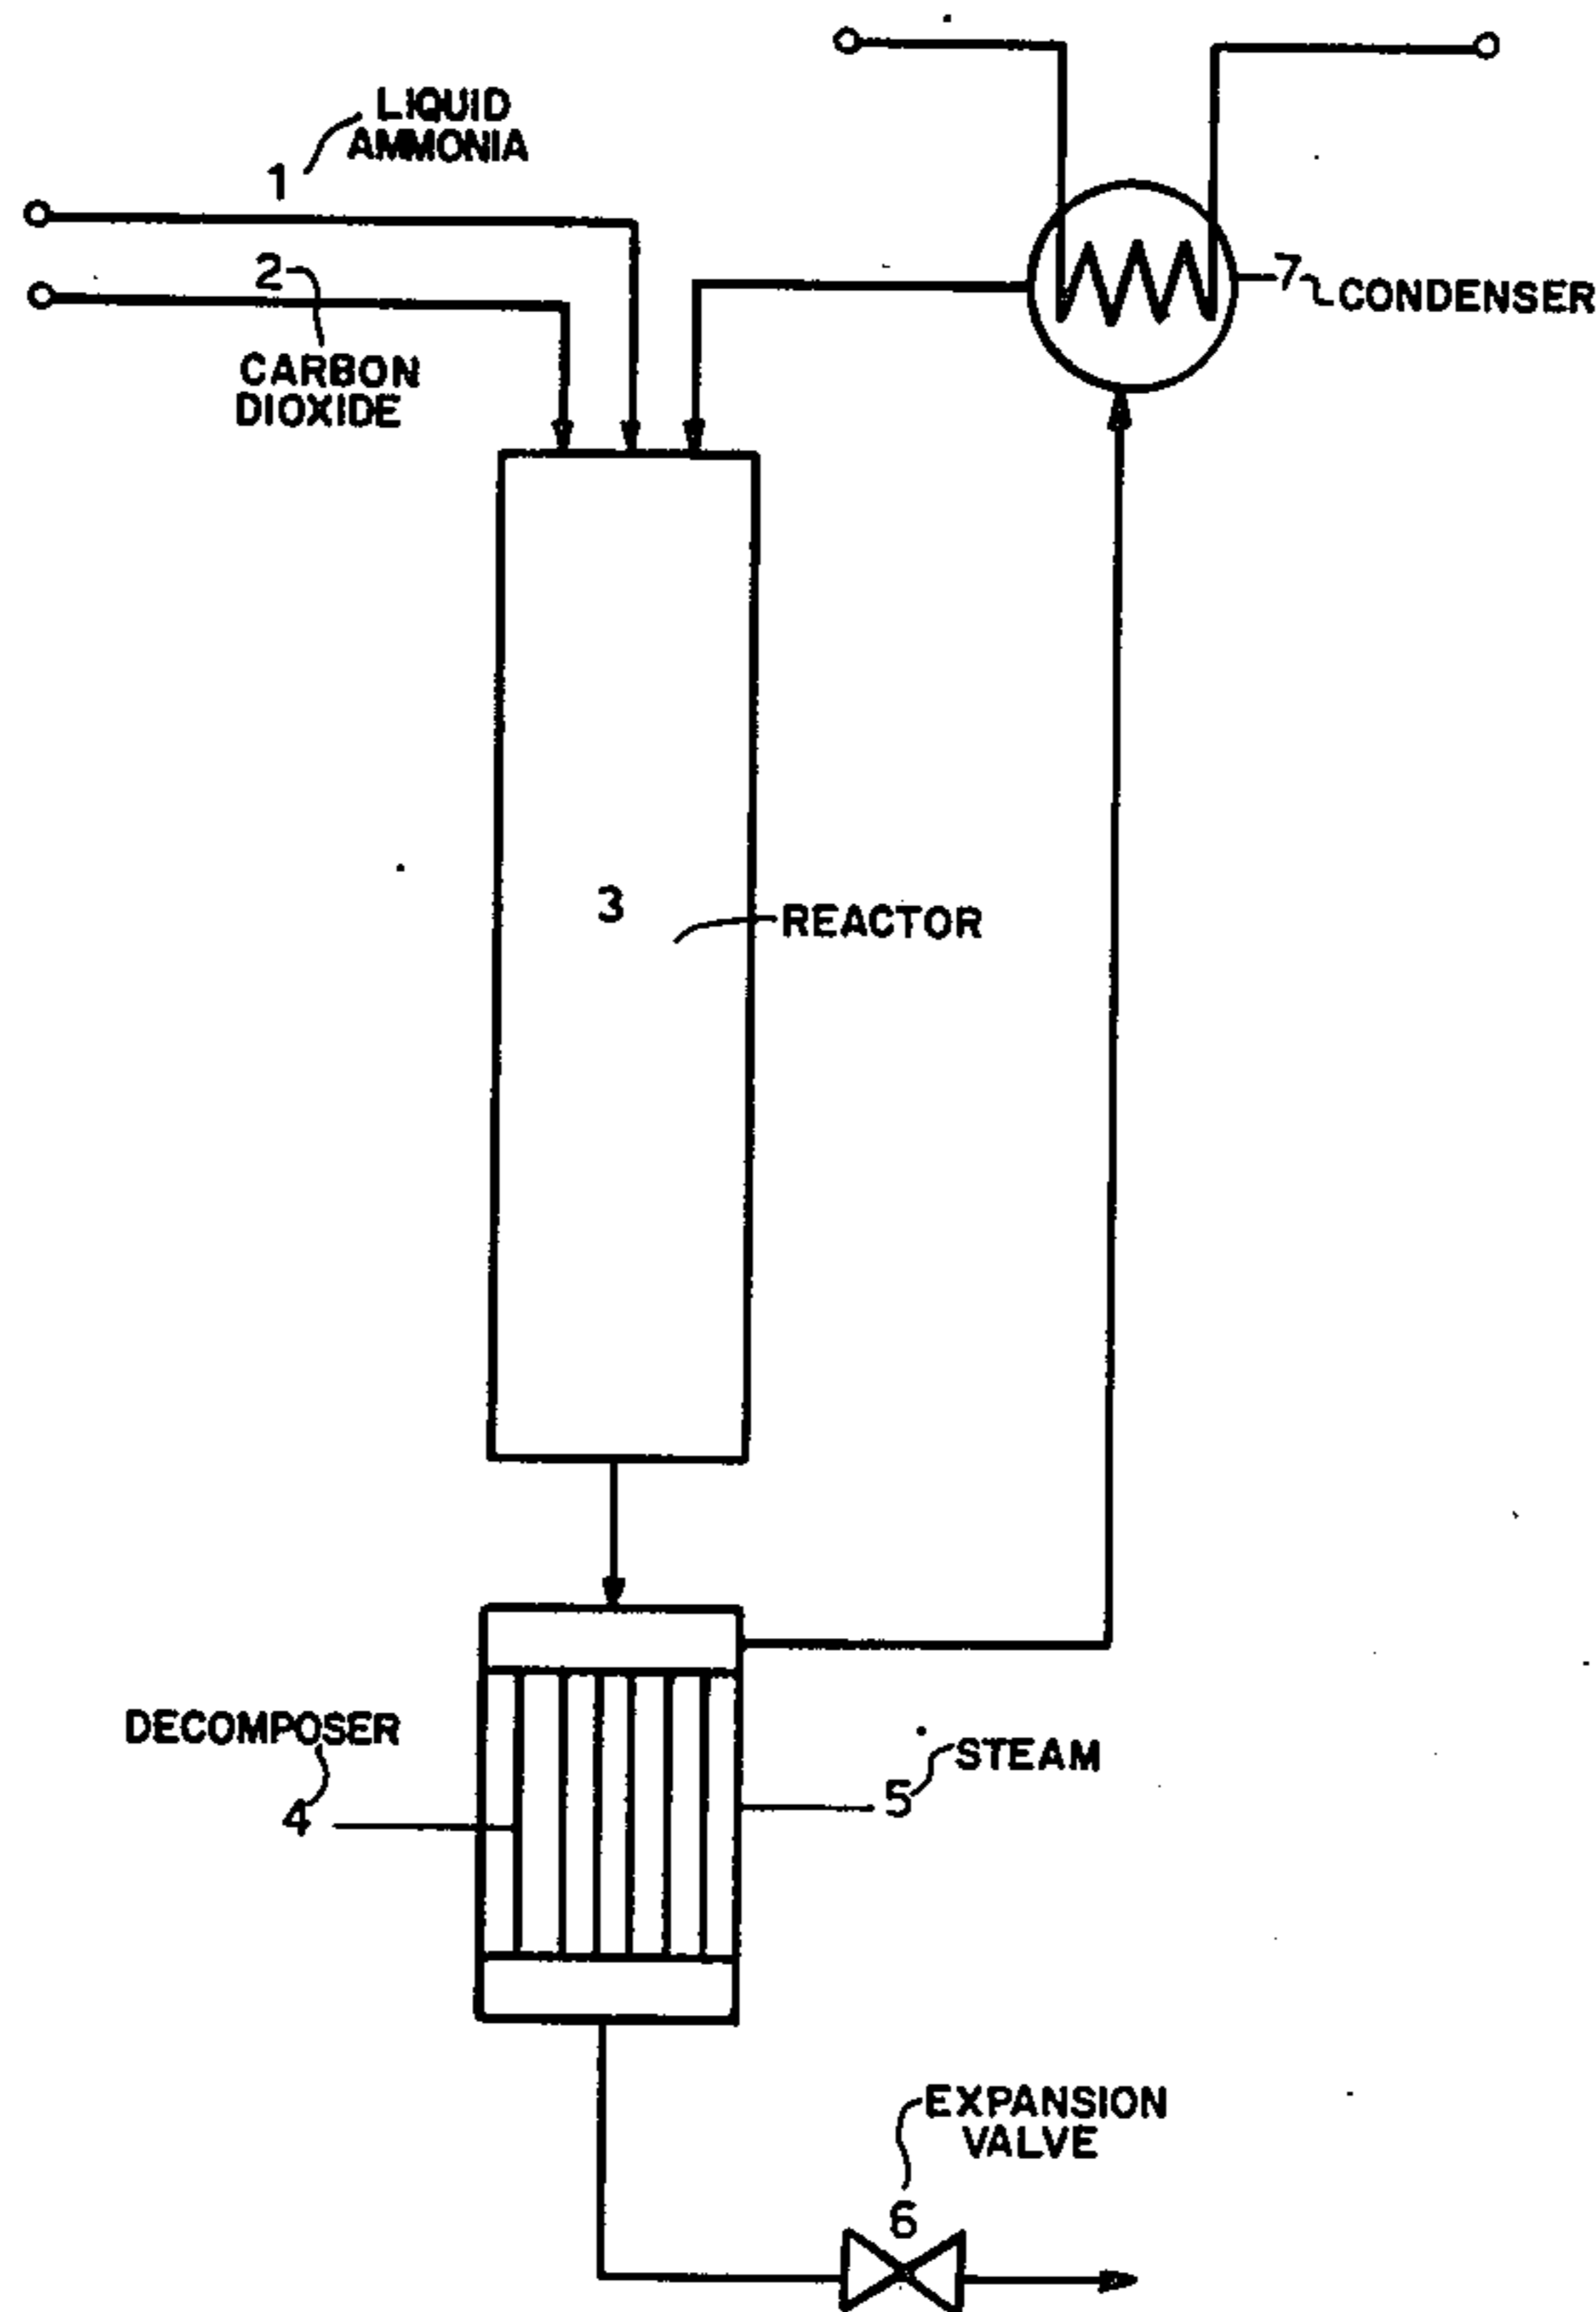 LIQUID
AMMONIA
1
2
CARBON
DIOXIDE
7
CONDENSER
3
REACTOR
DECOMPOSER
4
STEAM
5
EXPANSION
VALVE
6